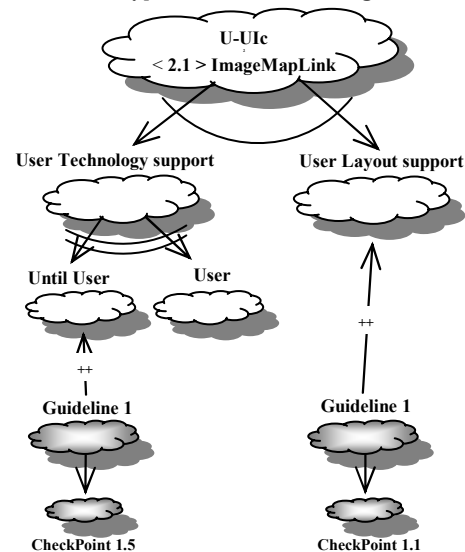 U-UIc
< 2.1 > ImageMapLink
User Technology support
User Layout support
Until User
User
++
++
Guideline 1
Guideline 1
CheckPoint 1.5
CheckPoint 1.1